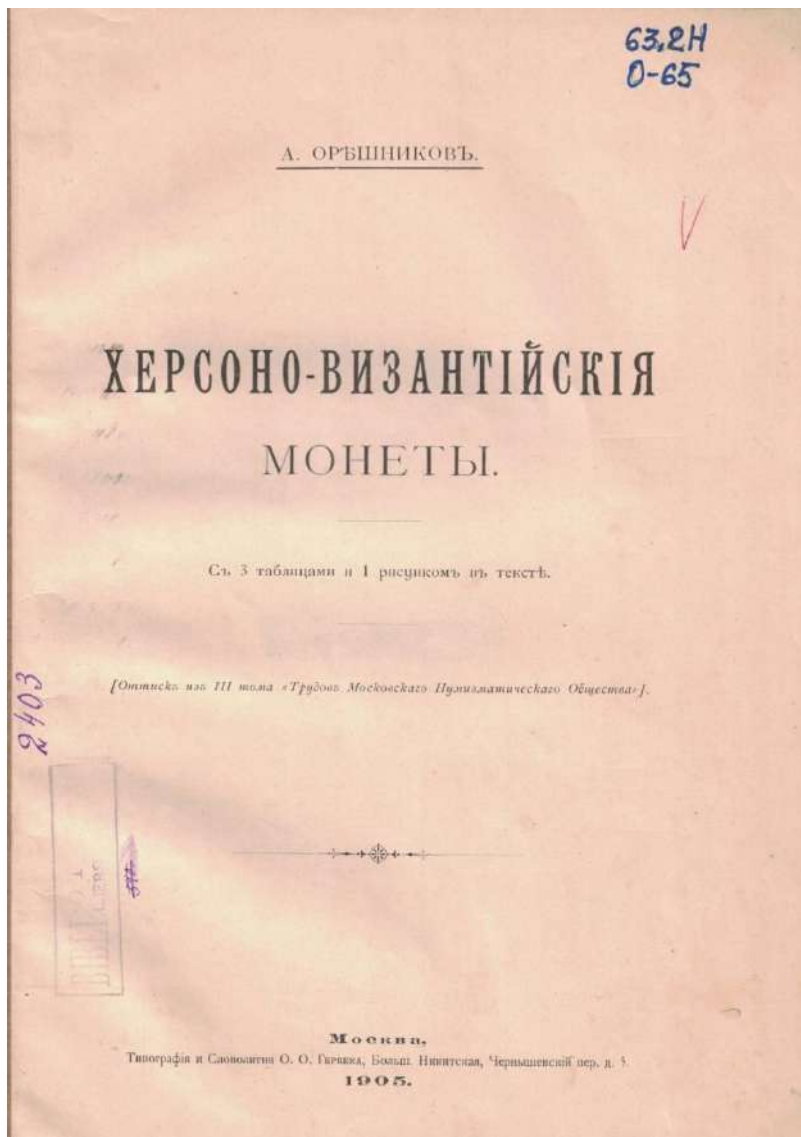 63.2Н
О-65
А. ОРѢШНИКОВЪ.
V
ХЕРСОНО-ВИЗАНТІЙСКІЯ
МОНЕТЫ.
Съ 3 таблицами и 1 рисункомъ въ текстѣ.
[Оттискъ изъ III тома «Трудовъ Московскаго Нумизматическаго Общества»].
2403
Москва,
Типографія и Словолитня О. О. Гербека, Больш. Никитская, Чернышевскій пер. д.
1905.